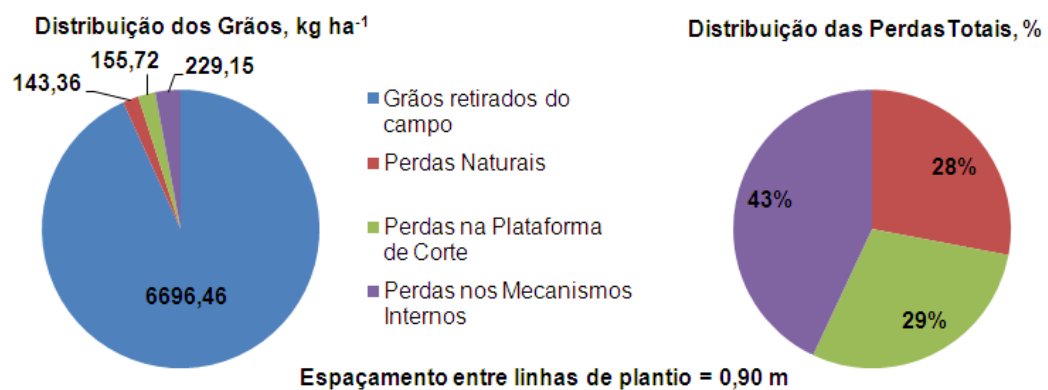 Distribuição dos Grãos, kg ha⁻¹
155,72
229,15
143,36
6696,46
Grãos retirados do
campo
Perdas Naturais
Perdas na Plataforma
de Corte
Perdas nos Mecanismos
Internos
Distribuição das Perdas Totais, %
28%
43%
29%
Espaçamento entre linhas de plantio = 0,90 m